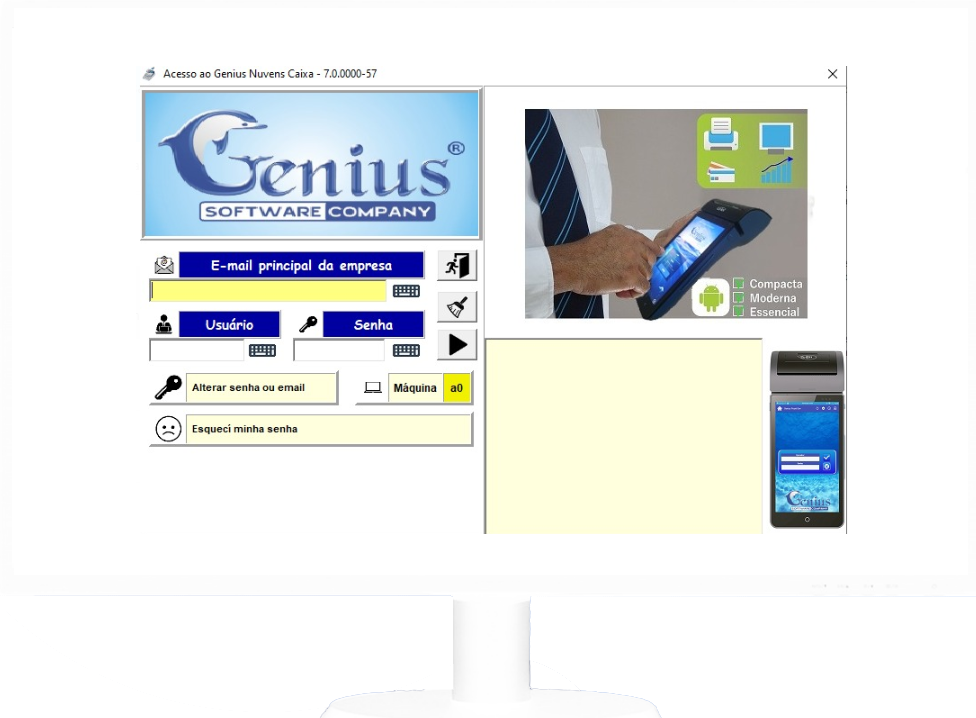 Acesso ao Genius Nuvens Caixa - 7.0.0000-57
Genius®
SOFTWARE COMPANY
E-mail principal da empresa
Usuário
Senha
Alterar senha ou email
Máquina
a0
Esqueci minha senha
Compacta
Moderna
Essencial
Genius